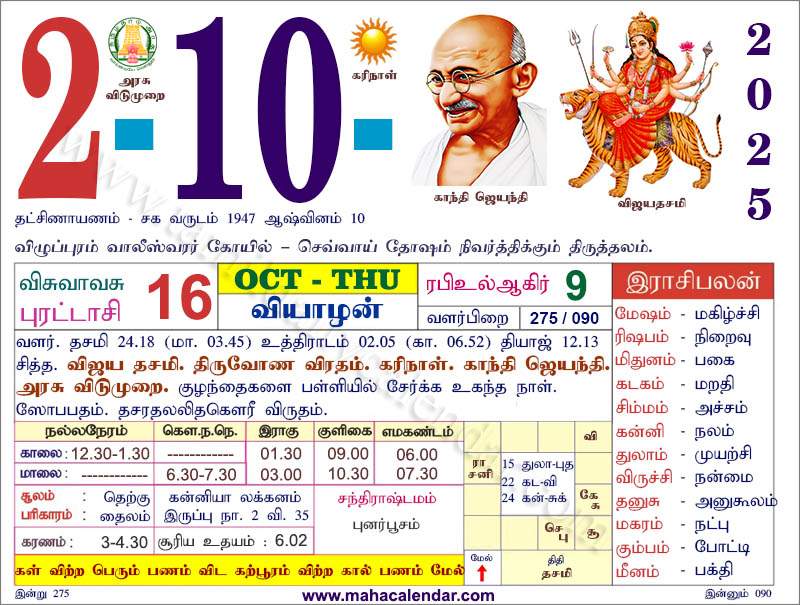 2-10-
2025
அரசு
விடுமுறை
கரிநாள்
காந்தி ஜெயந்தி
விஜயதசமி
தட்சிணாயணம் - சக வருடம் 1947 ஆஷ்வினம் 10
விழுப்புரம் வாலீஸ்வரர் கோயில் – செவ்வாய் தோஷம் நிவர்த்திக்கும் திருத்தலம்.
விசுவாவசு
புரட்டாசி
16
OCT - THU
வியாழன்
ரபிஉல்ஆகிர் 9
வளர்பிறை 275 / 090
வளர். தசமி 24.18 (மா. 03.45) உத்திராடம் 02.05 (கா. 06.52) தியாஜ் 12.13
சித்த. விஜய தசமி. திருவோண விரதம். கரிநாள். காந்தி ஜெயந்தி.
அரசு விடுமுறை. குழந்தைகளை பள்ளியில் சேர்க்க உகந்த நாள்.
ஸோபபதம். தசரதலலிதகௌரீ விருதம்.
நல்லநேரம் கௌ.ந.நெ. இராகு குளிகை எமகண்டம்
காலை: 12.30-1.30 ------------ 01.30 09.00 06.00
மாலை: ------------ 6.30-7.30 03.00 10.30 07.30
சூலம் : தெற்கு
பரிகாரம் : தைலம்
கன்னியா லக்கனம்
இருப்பு நா. 2 வி. 35
சந்திராஷ்டமம்
புனர்பூசம்
கரணம் : 3-4.30 சூரிய உதயம் : 6.02
வி
ரா
சனி
15 துலா-புத
22 கட-வி
24 கன்-சுக்
கே
சு
செ
பு
சூ
கள் விற்ற பெரும் பணம் விட கற்பூரம் விற்ற கால் பணம் மேல்
மேல்
↑
திதி
தசமி
இராசிபலன்
மேஷம் - மகிழ்ச்சி
ரிஷபம் - நிறைவு
மிதுனம் - பகை
கடகம் - மறதி
சிம்மம் - அச்சம்
கன்னி - நலம்
துலாம் - முயற்சி
விருச்சி - நன்மை
தனுசு - அனுகூலம்
மகரம் - நட்பு
கும்பம் - போட்டி
மீனம் - பக்தி
இன்று 275
www.mahacalendar.com
இன்னும் 090